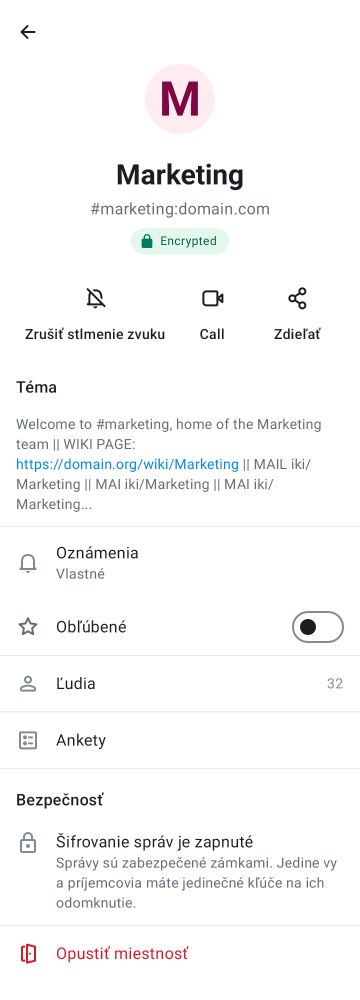 M
Marketing
#marketing:domain.com
Encrypted
Zrušiť stlmenie zvuku
Call
Zdieľať
Téma
Welcome to #marketing, home of the Marketing
team || WIKI PAGE:
https://domain.org/wiki/Marketing || MAIL iki/
Marketing || MAI iki/Marketing || MAI iki/
Marketing...
Oznámenia
Vlastné
Obľúbené
Ľudia
32
Ankety
Bezpečnosť
Šifrovanie správ je zapnuté
Správy sú zabezpečené zámkami. Jedine vy
a príjemcovia máte jedinečné kľúče na ich
odomknutie.
Opustiť miestnosť